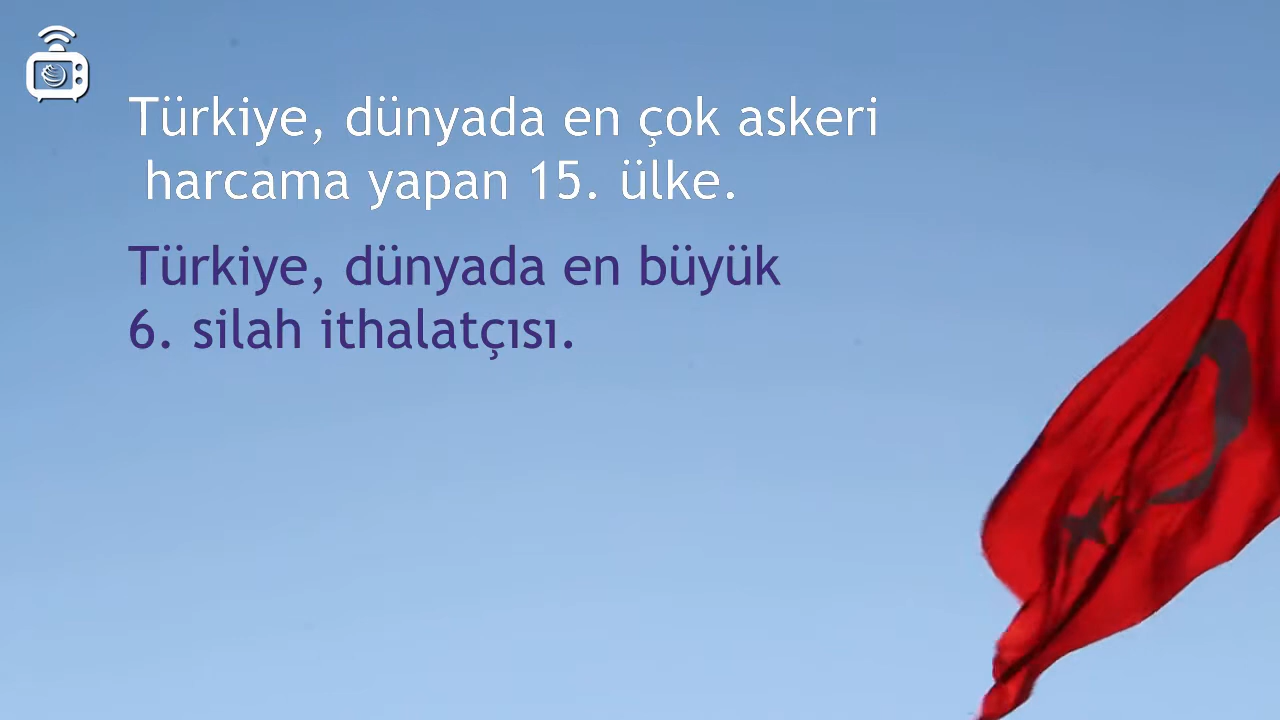 Türkiye, dünyada en çok askeri
harcama yapan 15. ülke.
Türkiye, dünyada en büyük
6. silah ithalatçısı.